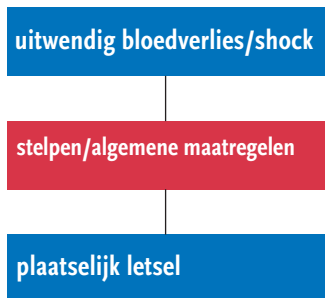 uitwendig bloedverlies/shock
stelpen/algemene maatregelen
plaatselijk letsel